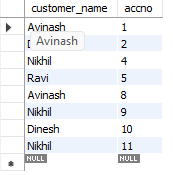 customer_name accno
Avinash 1
Avinash 2
Nikhil 4
Ravi 5
Avinash 8
Nikhil 9
Dinesh 10
Nikhil 11
NULL NULL